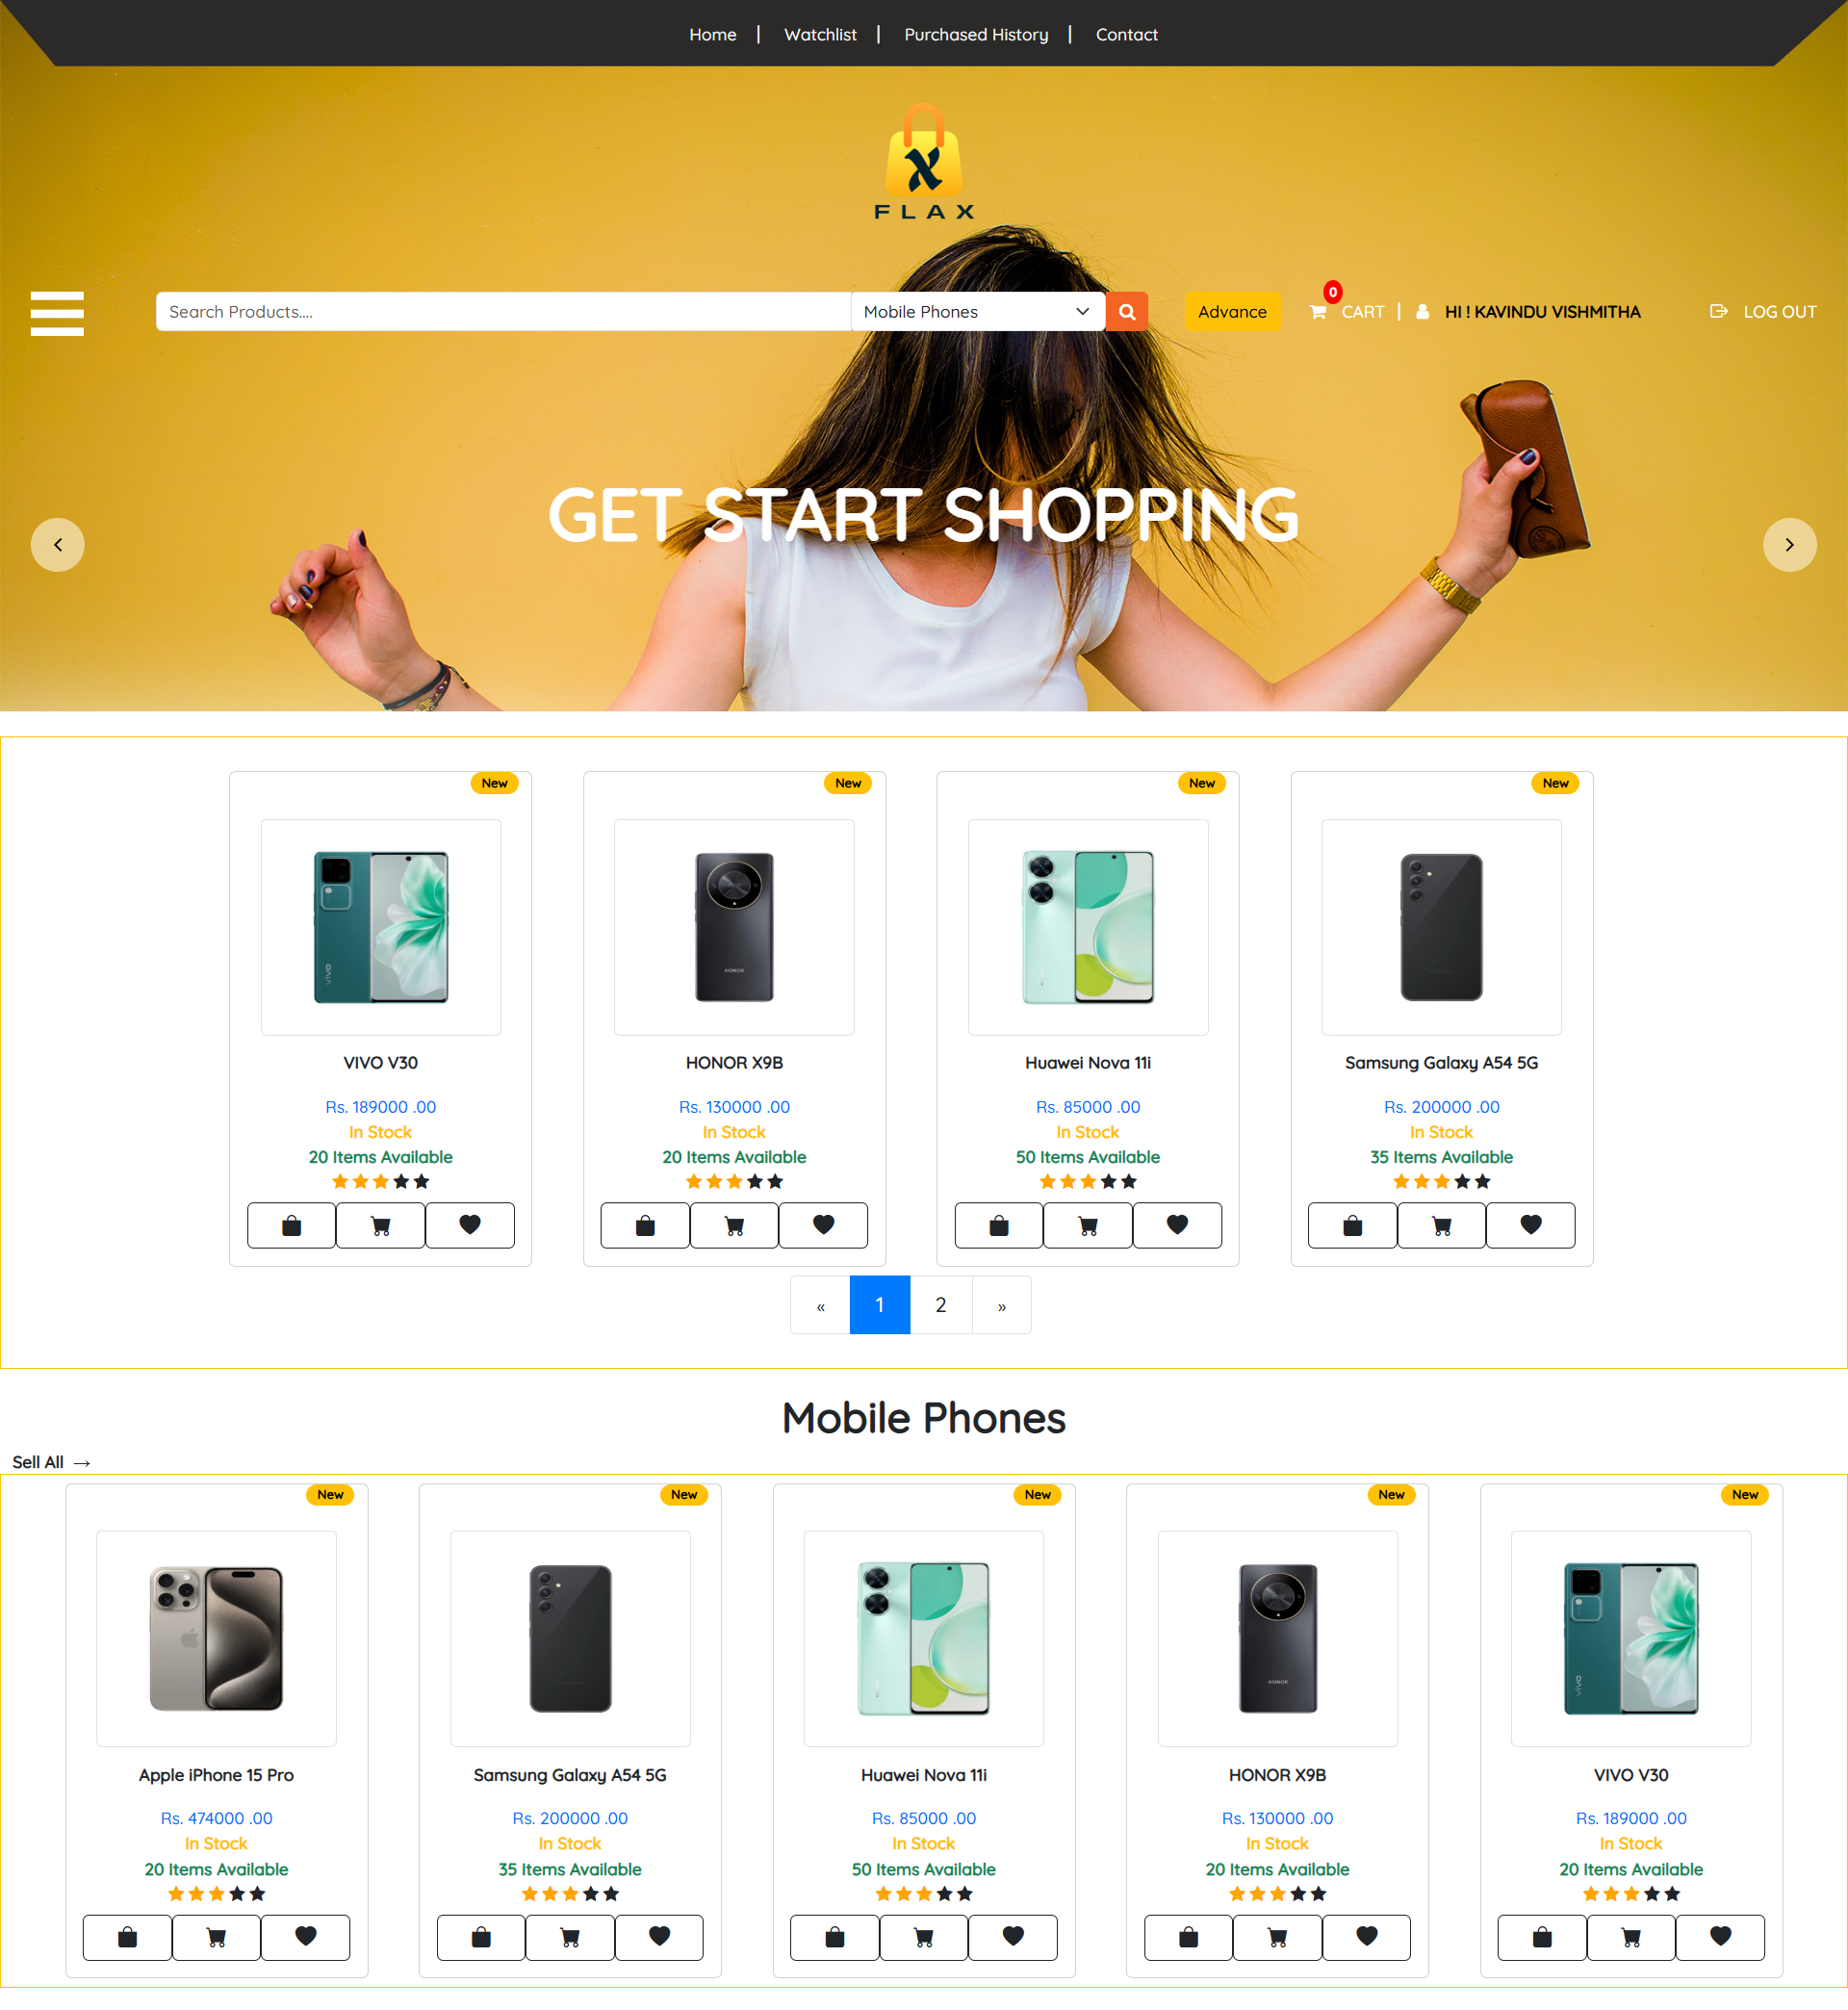 Home | Watchlist | Purchased History | Contact
X
FLAX
Search Products.... Mobile Phones Advance 0 CART | HI ! KAVINDU VISHMITHA LOG OUT
GET START SHOPPING
New New New New
vivo HONOR
VIVO V30 HONOR X9B Huawei Nova 11i Samsung Galaxy A54 5G
Rs. 189000 .00 Rs. 130000 .00 Rs. 85000 .00 Rs. 200000 .00
In Stock In Stock In Stock In Stock
20 Items Available 20 Items Available 50 Items Available 35 Items Available
« 1 2 »
Mobile Phones
Sell All →
New New New New New
HONOR vivo
Apple iPhone 15 Pro Samsung Galaxy A54 5G Huawei Nova 11i HONOR X9B VIVO V30
Rs. 474000 .00 Rs. 200000 .00 Rs. 85000 .00 Rs. 130000 .00 Rs. 189000 .00
In Stock In Stock In Stock In Stock In Stock
20 Items Available 35 Items Available 50 Items Available 20 Items Available 20 Items Available